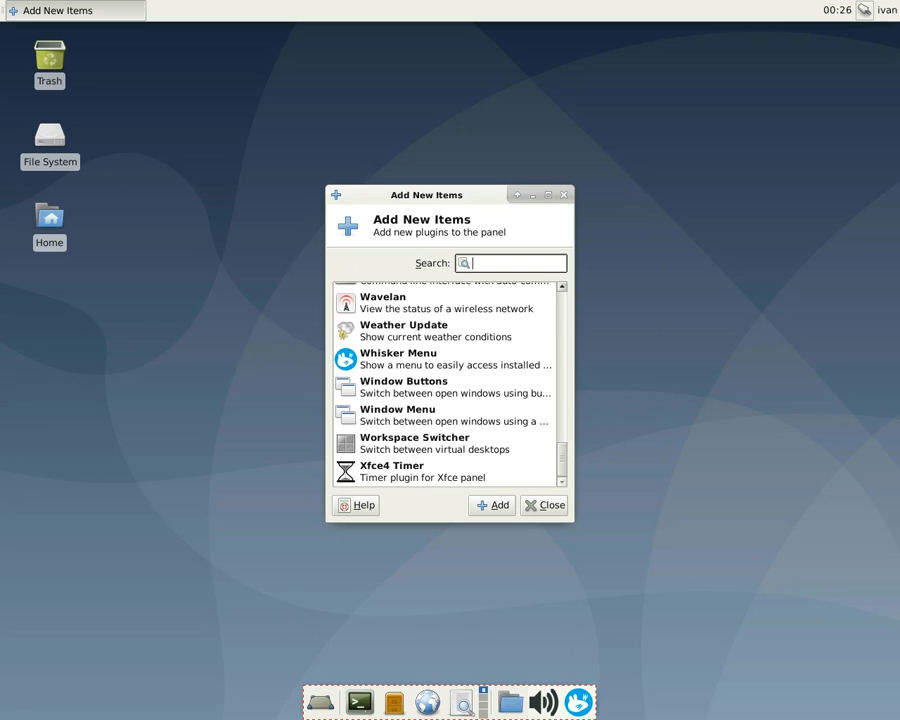 Add New Items
00:26
ivan
Trash
File System
Home
Add New Items
Add New Items
Add new plugins to the panel
Search:
Wavelan
View the status of a wireless network
Weather Update
Show current weather conditions
Whisker Menu
Show a menu to easily access installed ...
Window Buttons
Switch between open windows using bu...
Window Menu
Switch between open windows using a ...
Workspace Switcher
Switch between virtual desktops
Xfce4 Timer
Timer plugin for Xfce panel
Help
Add
Close